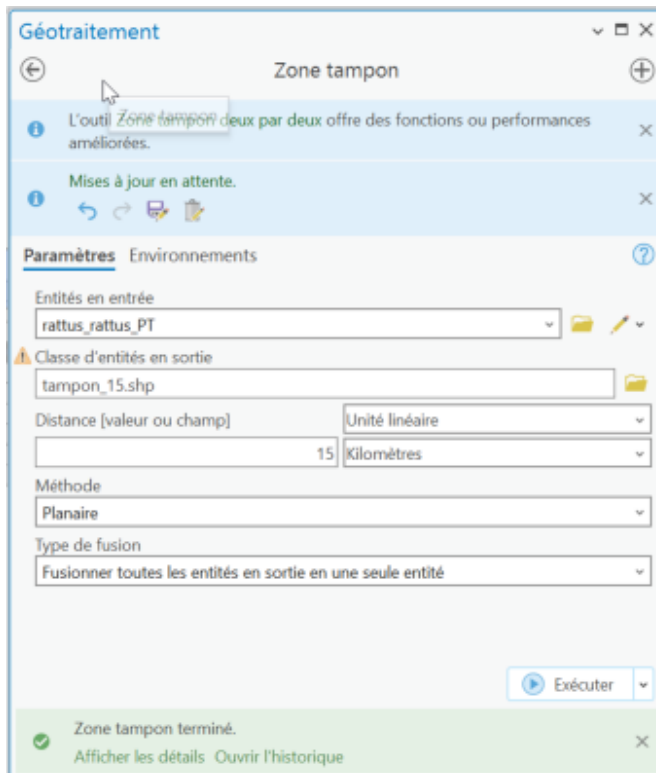 Géotraitement
Zone tampon
Zone tampon
L'outil Zone tampon deux par deux offre des fonctions ou performances
améliorées.
Mises à jour en attente.
Paramètres Environnements
Entités en entrée
rattus_rattus_PT
Classe d'entités en sortie
tampon_15.shp
Distance [valeur ou champ] Unité linéaire
15 Kilomètres
Méthode
Planaire
Type de fusion
Fusionner toutes les entités en sortie en une seule entité
Exécuter
Zone tampon terminé.
Afficher les détails Ouvrir l'historique